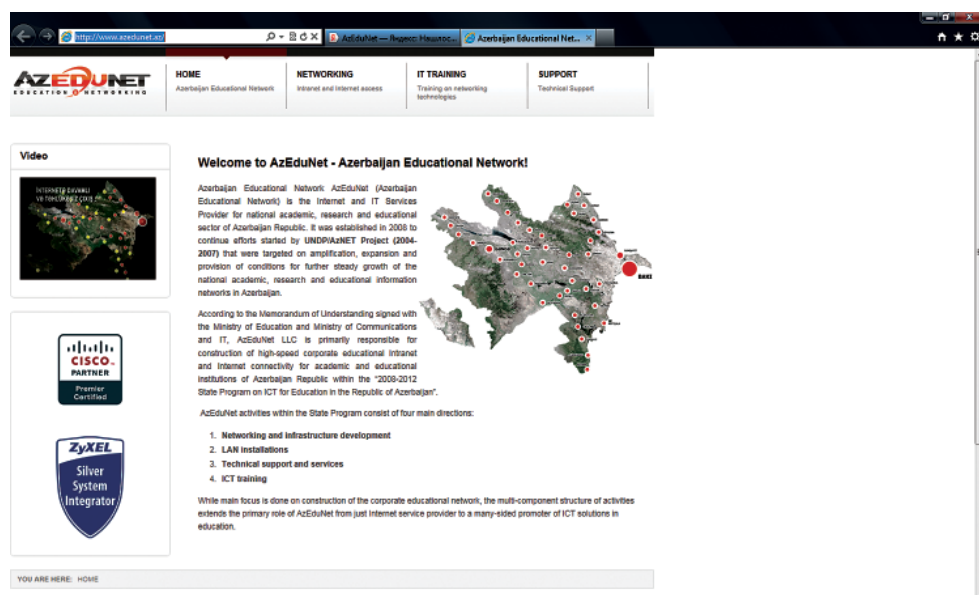 http://www.azedunet.az/
AzEduNet — Яндекс: Нашлос...
Azerbaijan Educational Net...
AZEDUNET
EDUCATION NETWORKING
HOME
Azerbaijan Educational Network
NETWORKING
Intranet and Internet access
IT TRAINING
Training on networking
technologies
SUPPORT
Technical Support
Video
İNTERNETƏ DAVAMLI
VƏ TƏHLÜKƏSİZ ÇIXIŞ
CISCO
PARTNER
Premier
Certified
ZyXEL
Silver
System
Integrator
Welcome to AzEduNet - Azerbaijan Educational Network!
Azerbaijan Educational Network AzEduNet (Azerbaijan
Educational Network) is the Internet and IT Services
Provider for national academic, research and educational
sector of Azerbaijan Republic. It was established in 2008 to
continue efforts started by UNDP/AzNET Project (2004-
2007) that were targeted on amplification, expansion and
provision of conditions for further steady growth of the
national academic, research and educational information
networks in Azerbaijan.
According to the Memorandum of Understanding signed with
the Ministry of Education and Ministry of Communications
and IT, AzEduNet LLC is primarily responsible for
construction of high-speed corporate educational Intranet
and Internet connectivity for academic and educational
institutions of Azerbaijan Republic within the "2008-2012
State Program on ICT for Education in the Republic of Azerbaijan".
AzEduNet activities within the State Program consist of four main directions:
1. Networking and infrastructure development
2. LAN installations
3. Technical support and services
4. ICT training
While main focus is done on construction of the corporate educational network, the multi-component structure of activities
extends the primary role of AzEduNet from just Internet service provider to a many-sided promoter of ICT solutions in
education.
BAKI
YOU ARE HERE: HOME